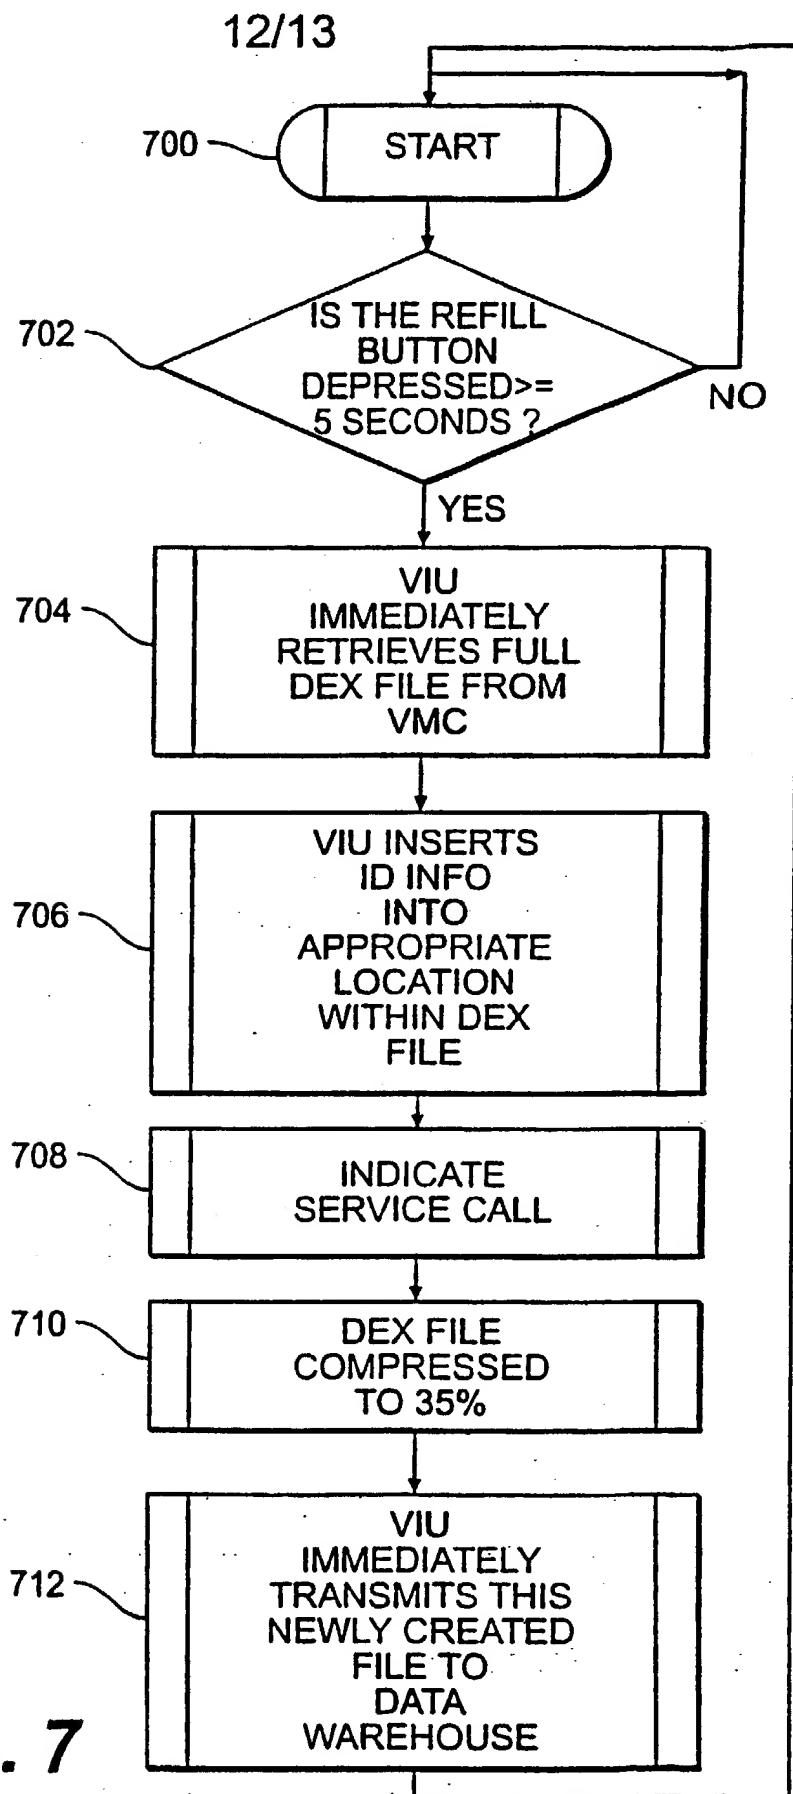 12/13
700
START
702
IS THE REFILL
BUTTON
DEPRESSED>=
5 SECONDS ?
NO
YES
704
VIU
IMMEDIATELY
RETRIEVES FULL
DEX FILE FROM
VMC
706
VIU INSERTS
ID INFO
INTO
APPROPRIATE
LOCATION
WITHIN DEX
FILE
708
INDICATE
SERVICE CALL
710
DEX FILE
COMPRESSED
TO 35%
712
VIU
IMMEDIATELY
TRANSMITS THIS
NEWLY CREATED
FILE TO
DATA
WAREHOUSE
. 7